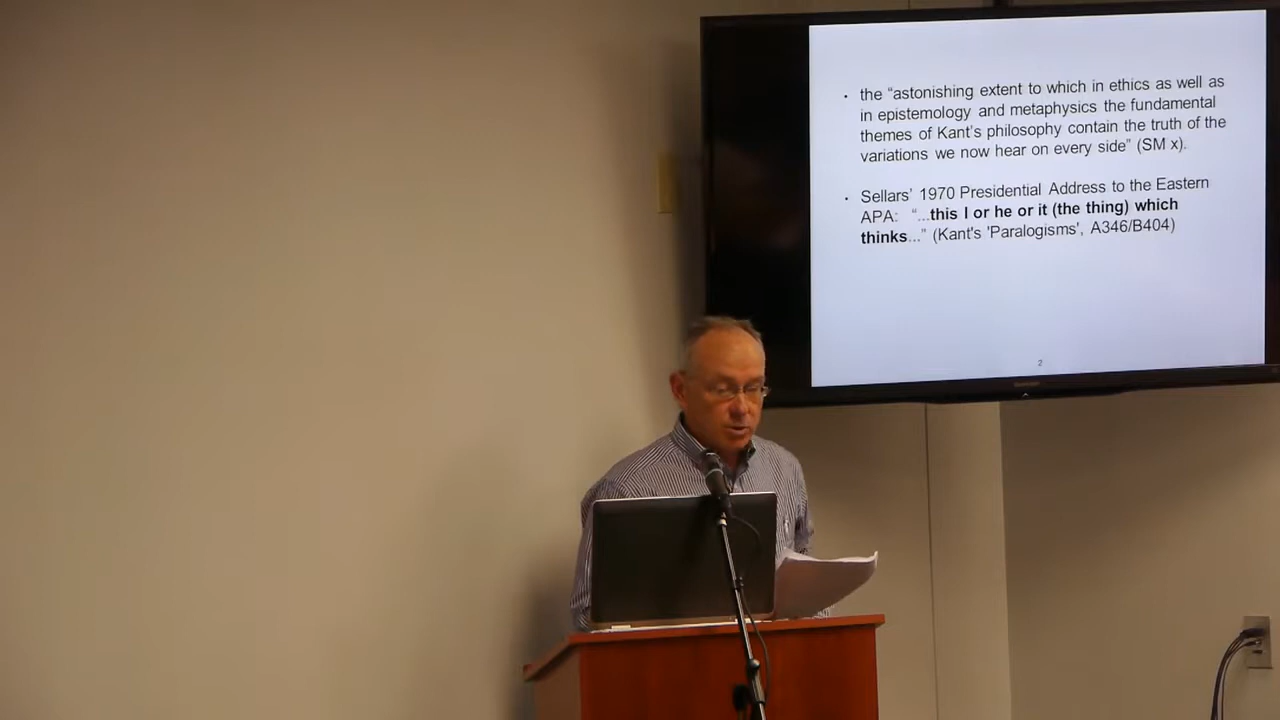 • the “astonishing extent to which in ethics as well as
in epistemology and metaphysics the fundamental
themes of Kant’s philosophy contain the truth of the
variations we now hear on every side” (SM x).
• Sellars’ 1970 Presidential Address to the Eastern
APA: “...this I or he or it (the thing) which
thinks...” (Kant's 'Paralogisms', A346/B404)
2